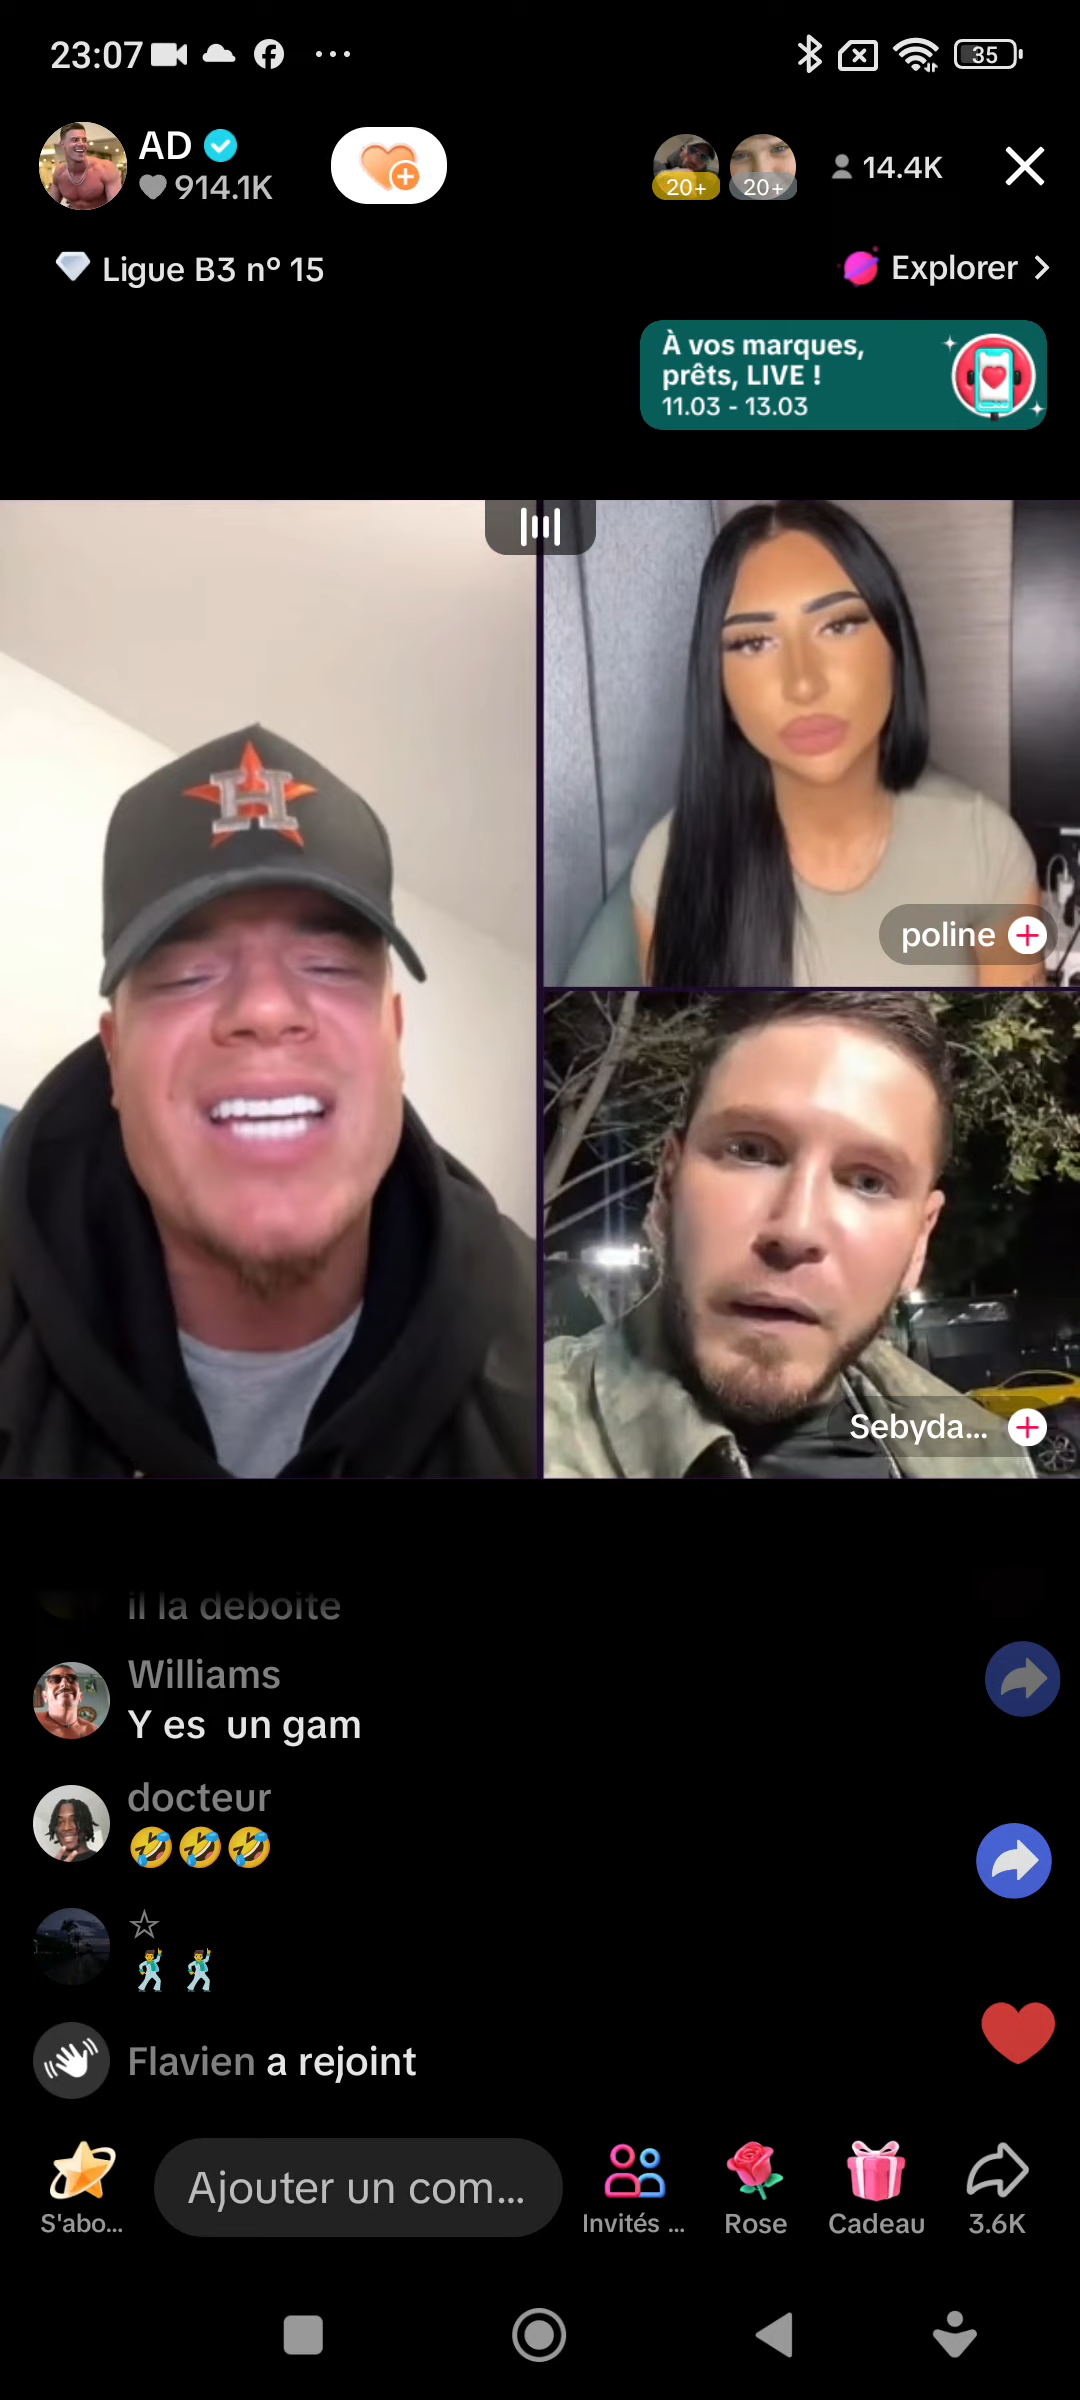 23:07
35
AD
914.1K
20+
20+
14.4K
Ligue B3 nº 15
Explorer
À vos marques,
prêts, LIVE !
11.03 - 13.03
H
poline
Sebyda...
il la deboite
Williams
Y es  un gam
docteur
🤣🤣🤣
☆
🕺🕺
Flavien a rejoint
Ajouter un com...
S'abo...
Invités ...
Rose
Cadeau
3.6K